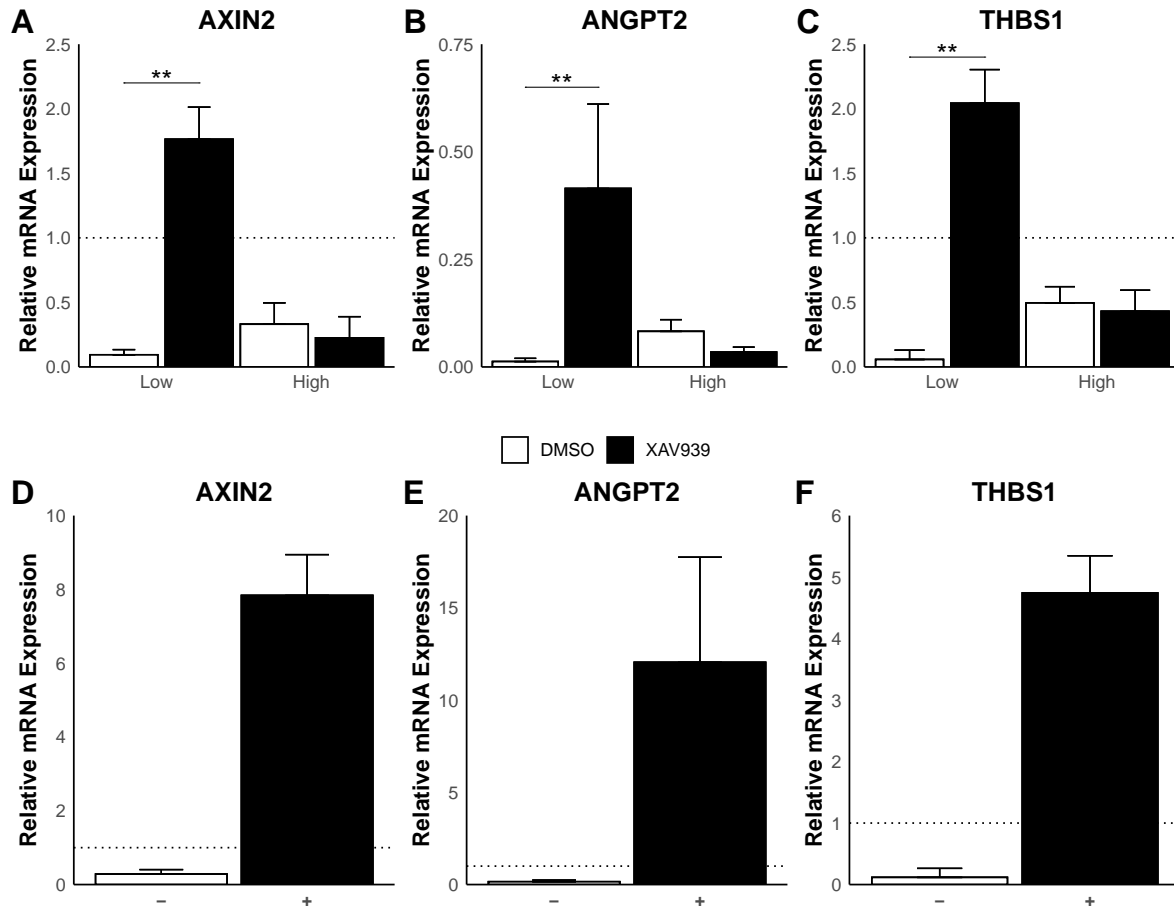 A AXIN2
Relative mRNA Expression
2.5
2.0
1.5
1.0
0.5
0.0
**
Low High
B ANGPT2
Relative mRNA Expression
0.75
0.50
0.25
0.00
**
Low High
C THBS1
Relative mRNA Expression
2.5
2.0
1.5
1.0
0.5
0.0
**
Low High
DMSO XAV939
D AXIN2
Relative mRNA Expression
10
8
6
4
2
0
− +
E ANGPT2
Relative mRNA Expression
20
15
10
5
0
− +
F THBS1
Relative mRNA Expression
6
5
4
3
2
1
0
− +